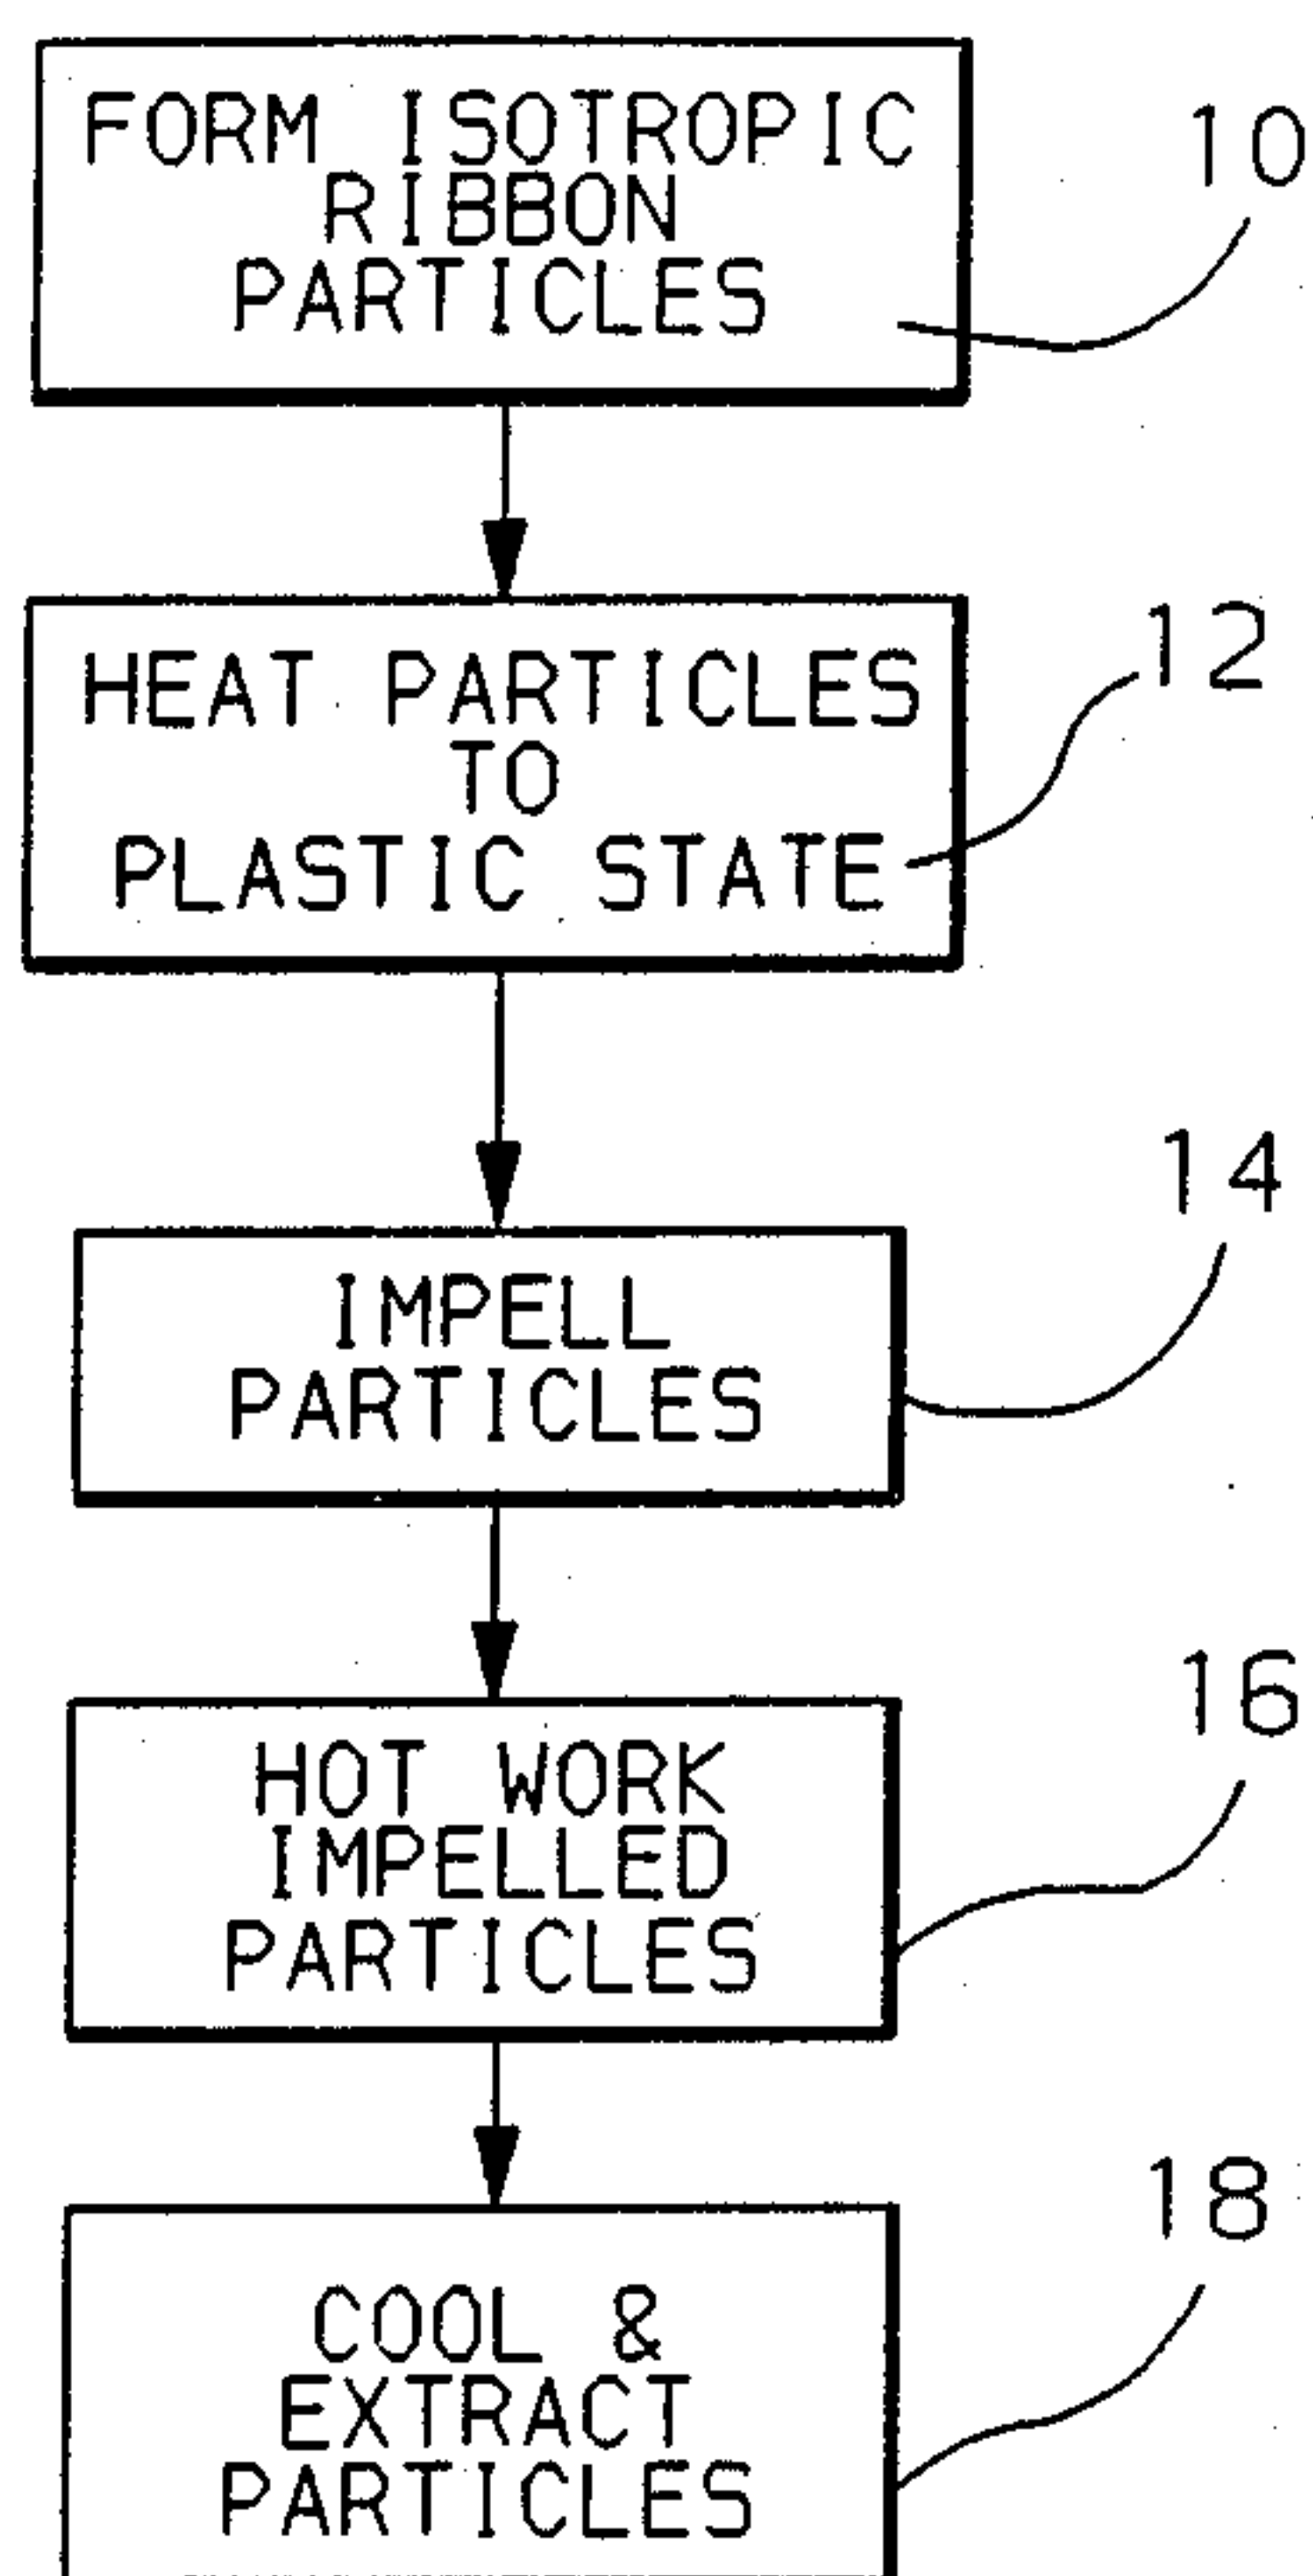 FORM ISOTROPIC
RIBBON
PARTICLES
10
HEAT PARTICLES
TO
PLASTIC STATE
12
IMPELL
PARTICLES
14
HOT WORK
IMPELLED
PARTICLES
16
COOL &
EXTRACT
PARTICLES
18